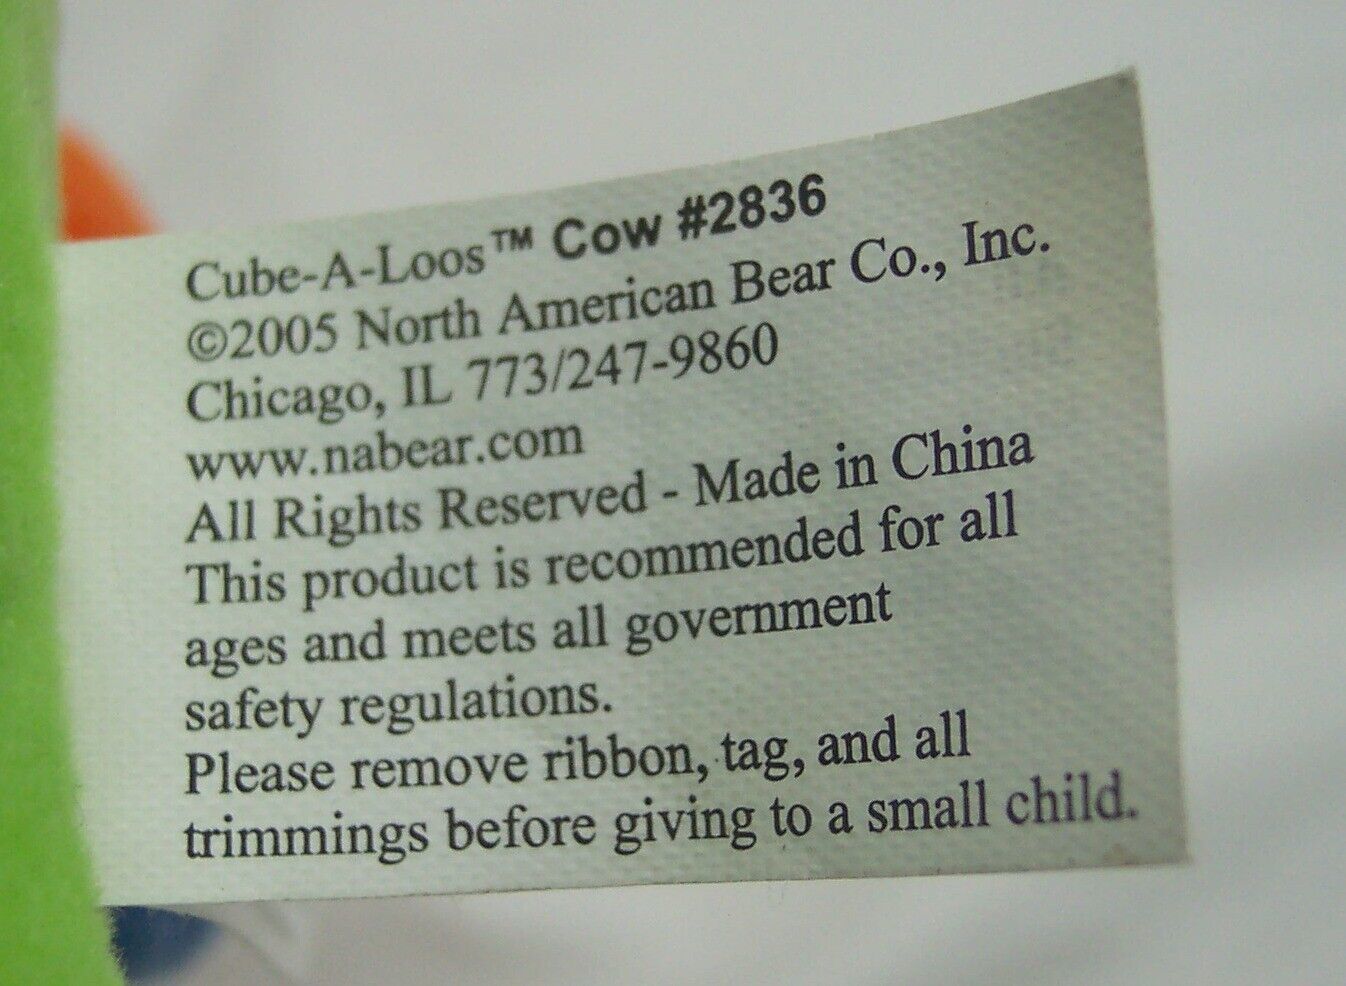 Cube-A-Loos™ Cow #2836
©2005 North American Bear Co., Inc.
Chicago, IL 773/247-9860
www.nabear.com
All Rights Reserved - Made in China
This product is recommended for all
ages and meets all government
safety regulations.
Please remove ribbon, tag, and all
trimmings before giving to a small child.